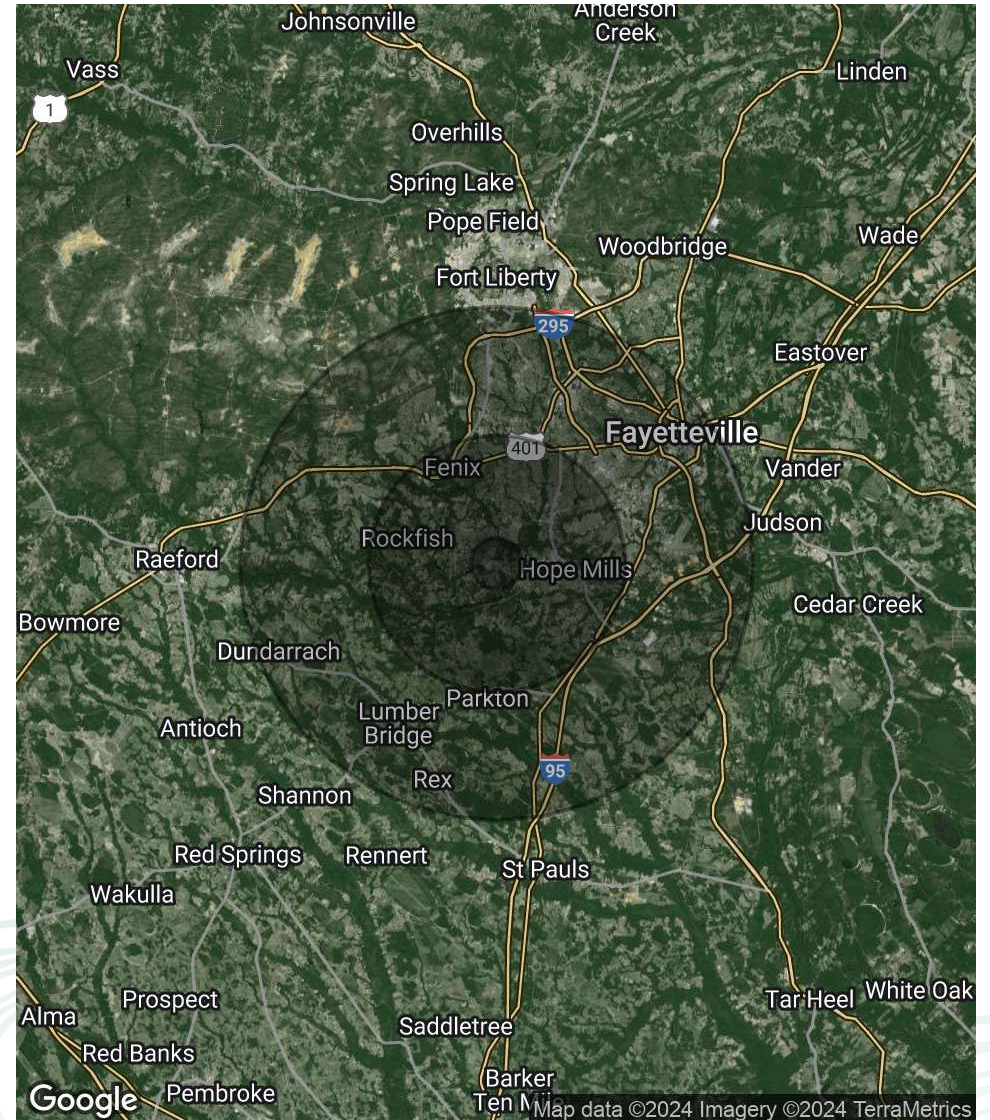 Johnsonville
Anderson
Creek
Vass
Linden
1
Overhills
Spring Lake
Pope Field
Wade
Woodbridge
Fort Liberty
295
Eastover
Fayetteville
401
Fenix
Vander
Judson
Rockfish
Raeford
Hope Mills
Cedar Creek
Bowmore
Dundarrach
Parkton
Lumber
Bridge
Antioch
95
Rex
Shannon
Red Springs
Rennert
St Pauls
Wakulla
Prospect
Tar Heel
White Oak
Alma
Saddletree
Red Banks
Barker
Ten Mile
Pembroke
Google
Map data ©2024 Imagery ©2024 TerraMetrics